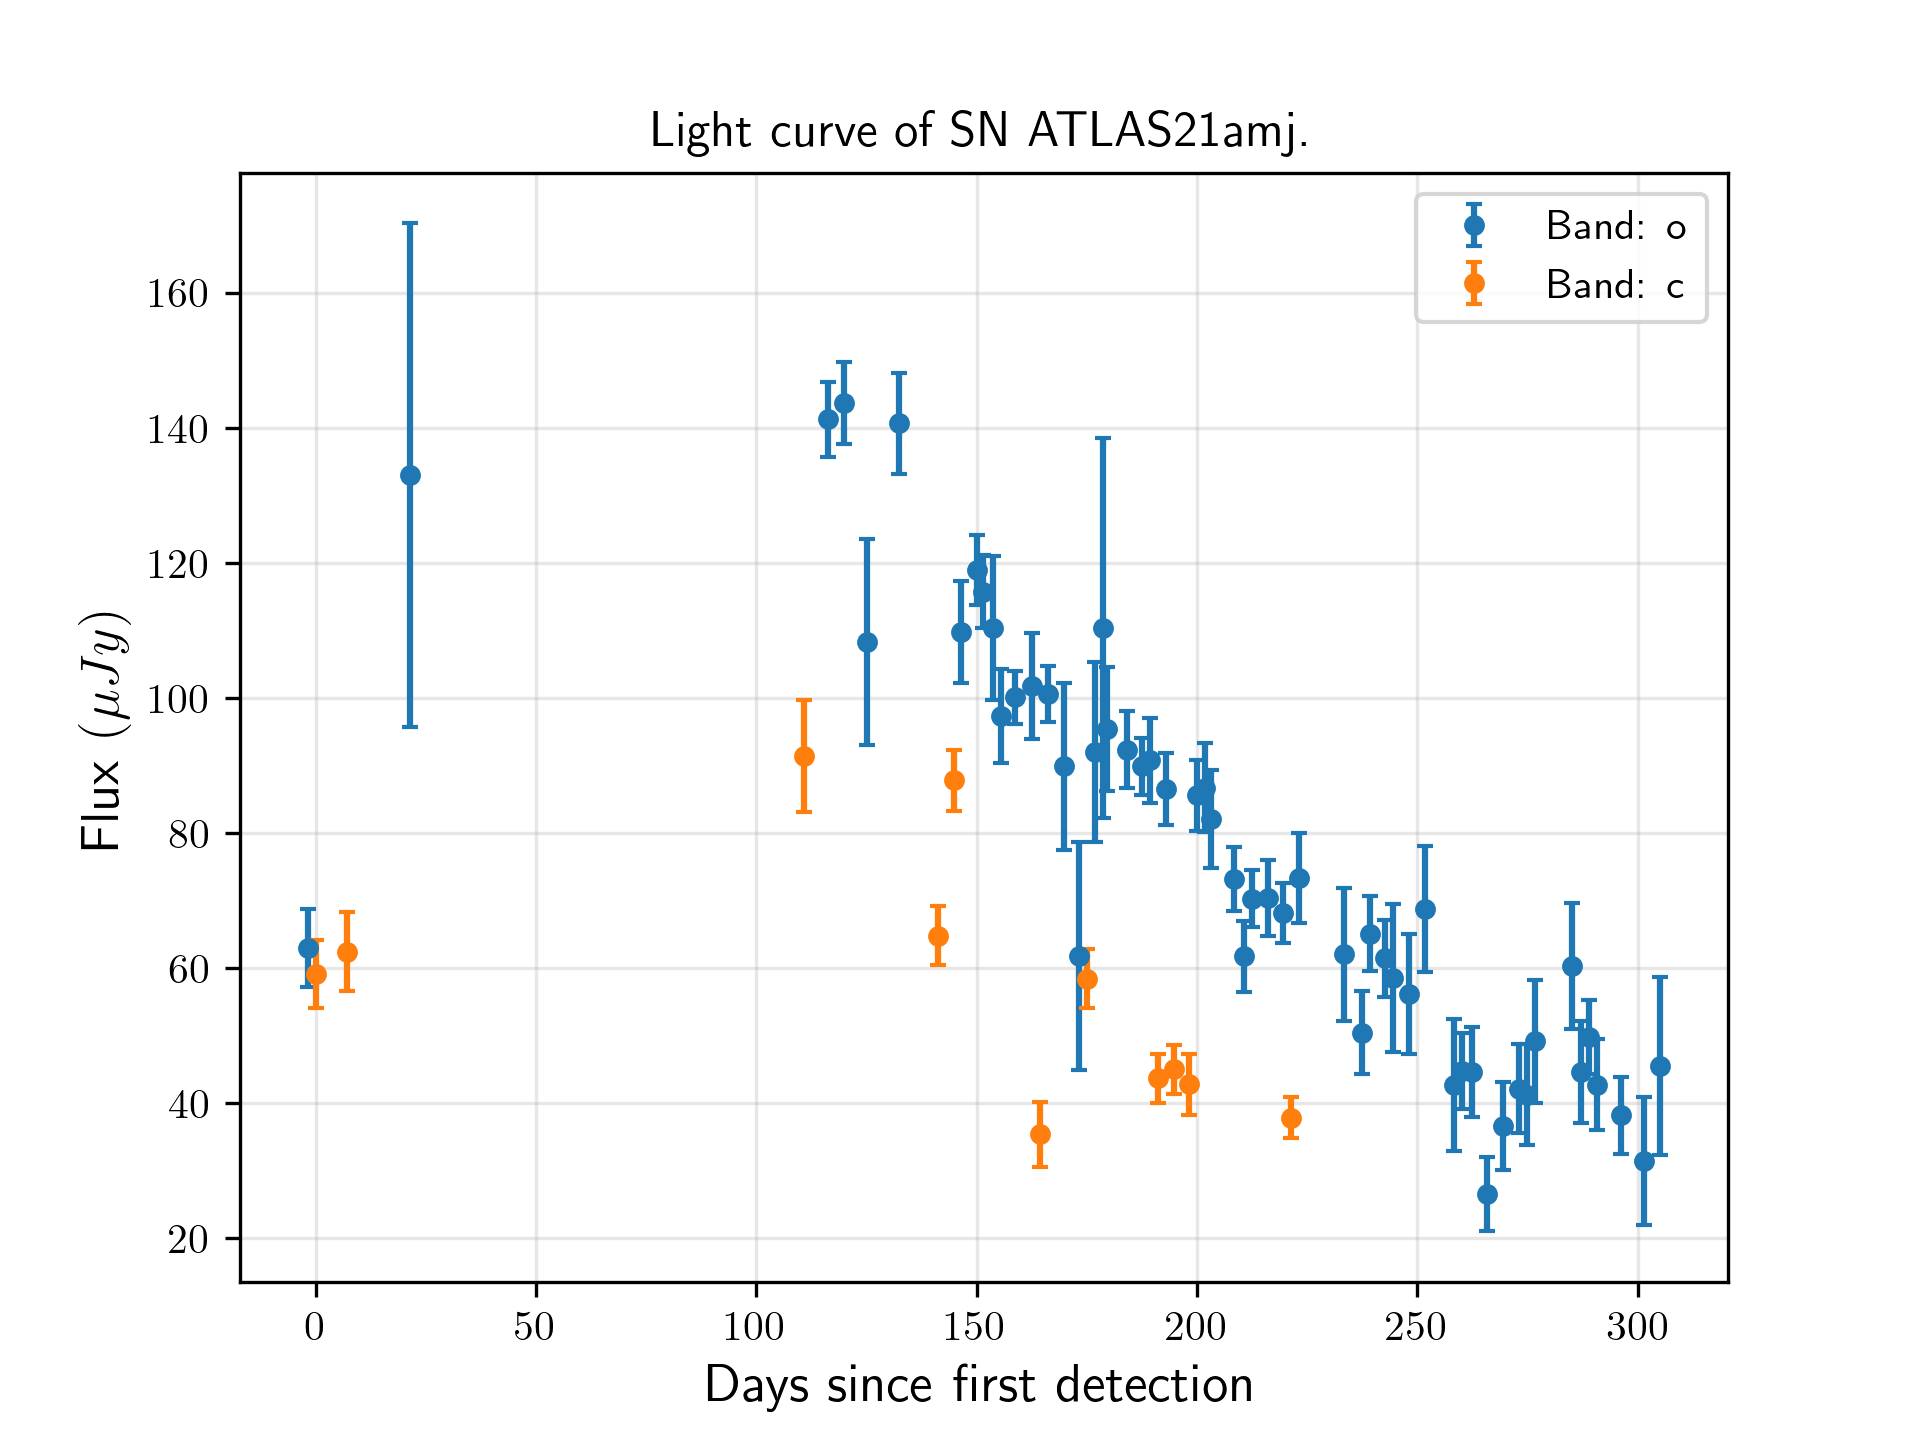 Light curve of SN ATLAS21amj.
Band: o
Band: c
Flux (μJy)
160
140
120
100
80
60
40
20
0 50 100 150 200 250 300
Days since first detection